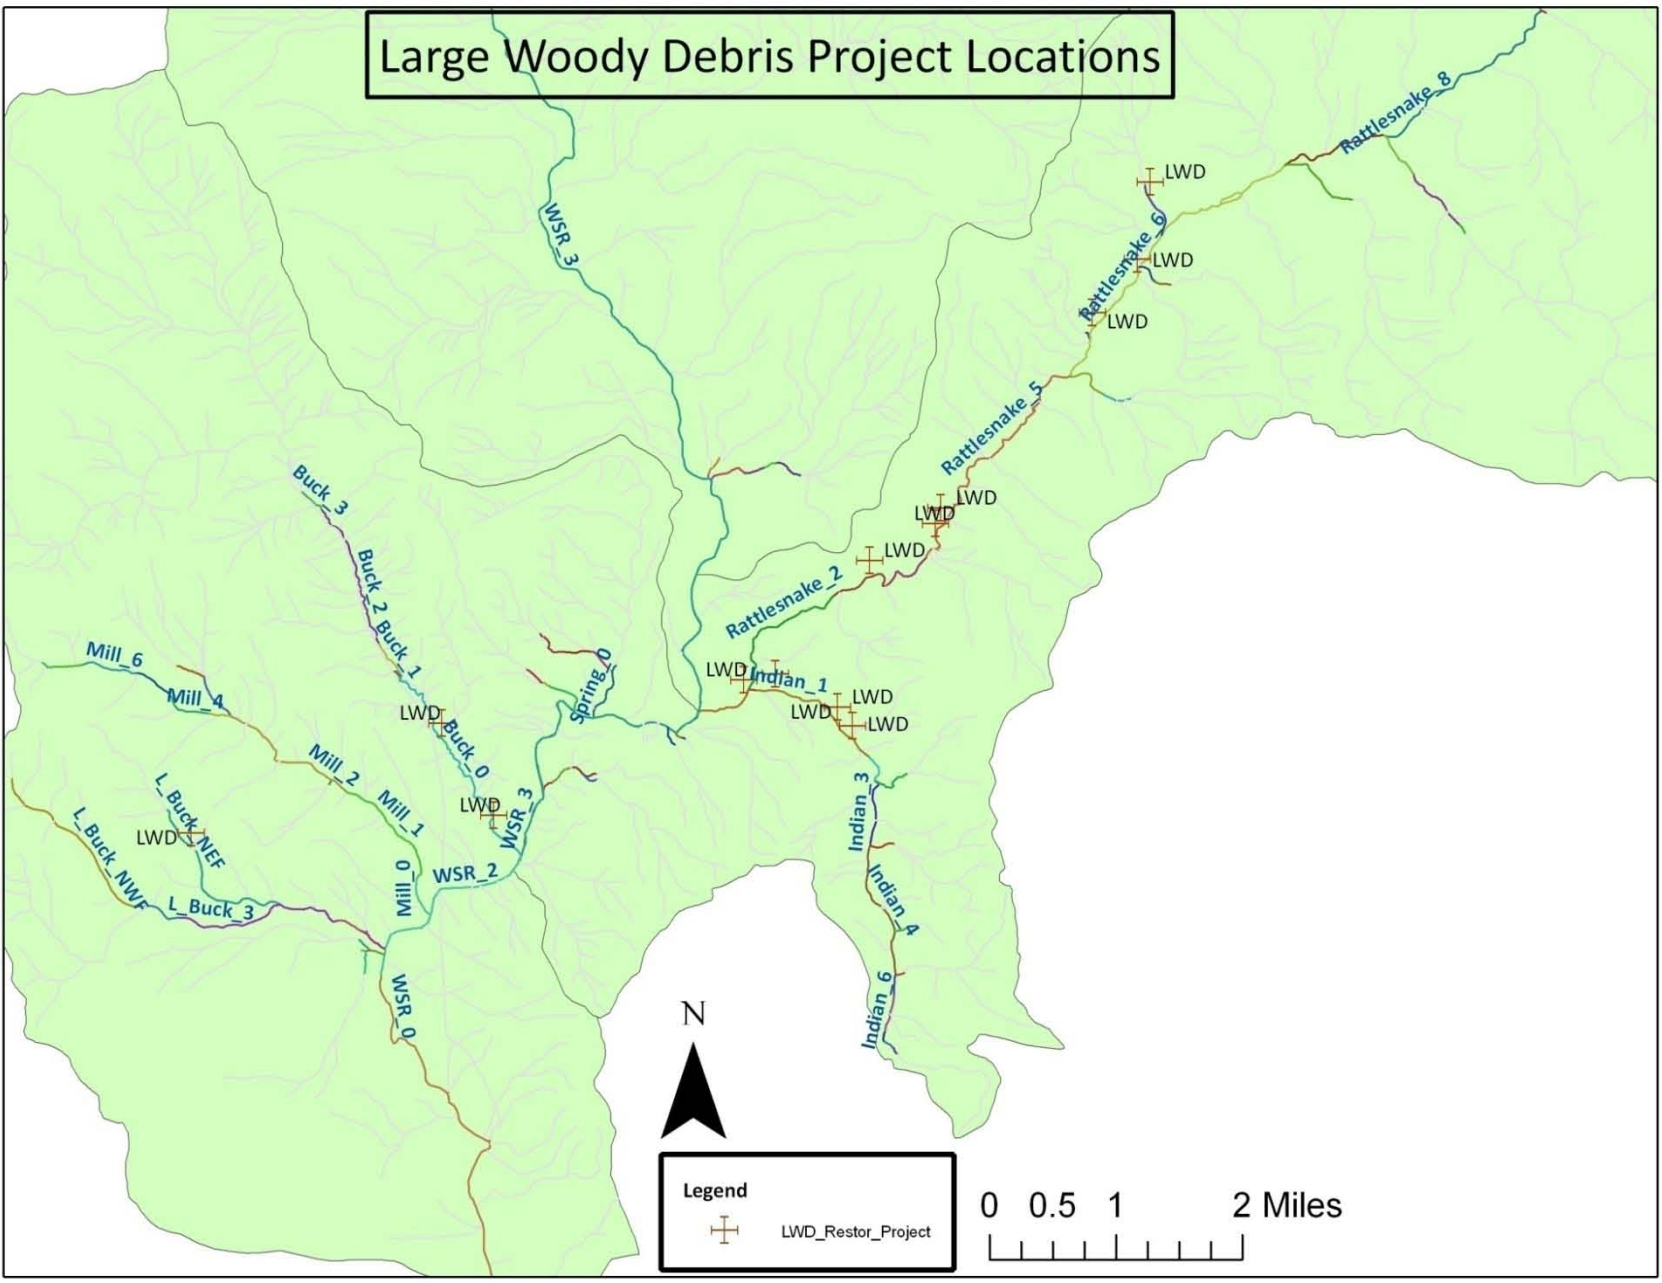 Large Woody Debris Project Locations
Rattlesnake_8
LWD
WSR_3
Rattlesnake_6
LWD
LWD
Rattlesnake_5
Buck_3
LWD
LWD
LWD
Buck_2
Rattlesnake_2
Buck_1
Mill_6
Spring_0
LWD
Indian_1
Mill_4
LWD
LWD
LWD
LWD
Buck_0
Mill_2
L_Buck_NEF
Mill_1
LWD
WSR_3
Indian_3
L_Buck_NWF
LWD
WSR_2
Mill_0
L_Buck_3
Indian_4
WSR_0
Indian_6
N
Legend
LWD_Restor_Project
0 0.5 1 2 Miles